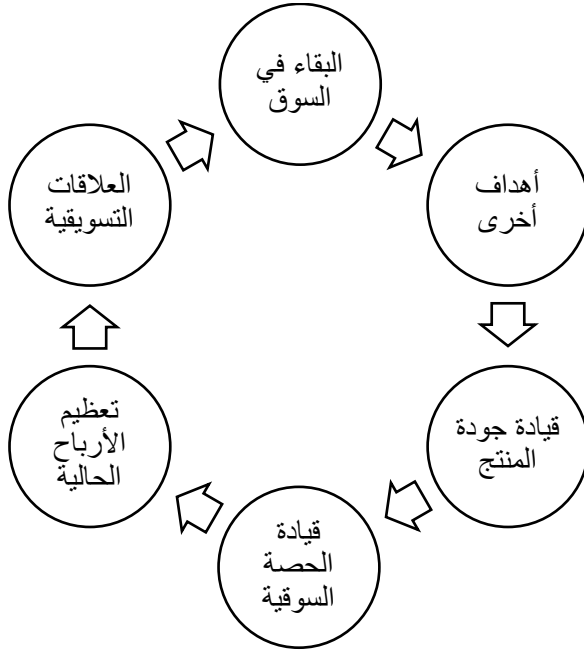 البقاء في
السوق
أهداف
أخرى
قيادة جودة
المنتج
قيادة
الحصة
السوقية
تعظيم
الأرباح
الحالية
العلاقات
التسويقية